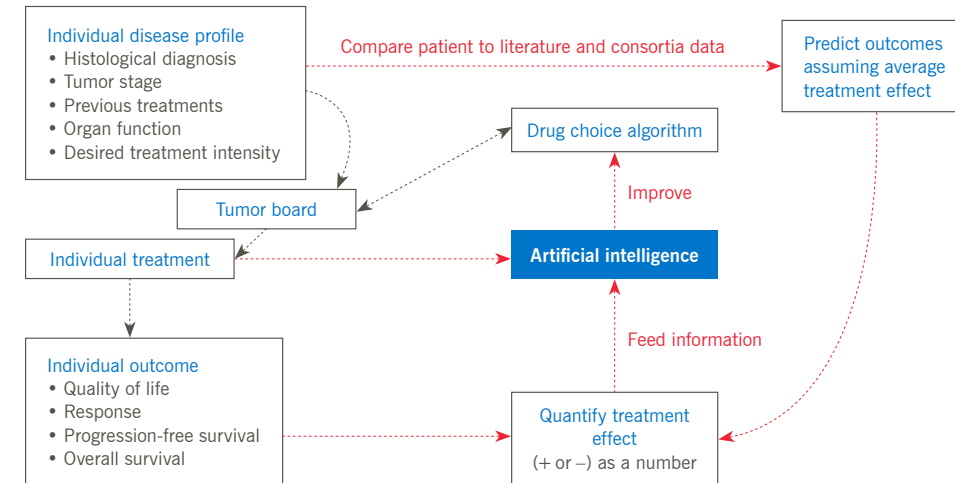 Individual disease profile
• Histological diagnosis
• Tumor stage
• Previous treatments
• Organ function
• Desired treatment intensity
Compare patient to literature and consortia data
Predict outcomes
assuming average
treatment effect
Drug choice algorithm
Improve
Tumor board
Individual treatment
Artificial intelligence
Feed information
Individual outcome
• Quality of life
• Response
• Progression-free survival
• Overall survival
Quantify treatment
effect
(+ or –) as a number